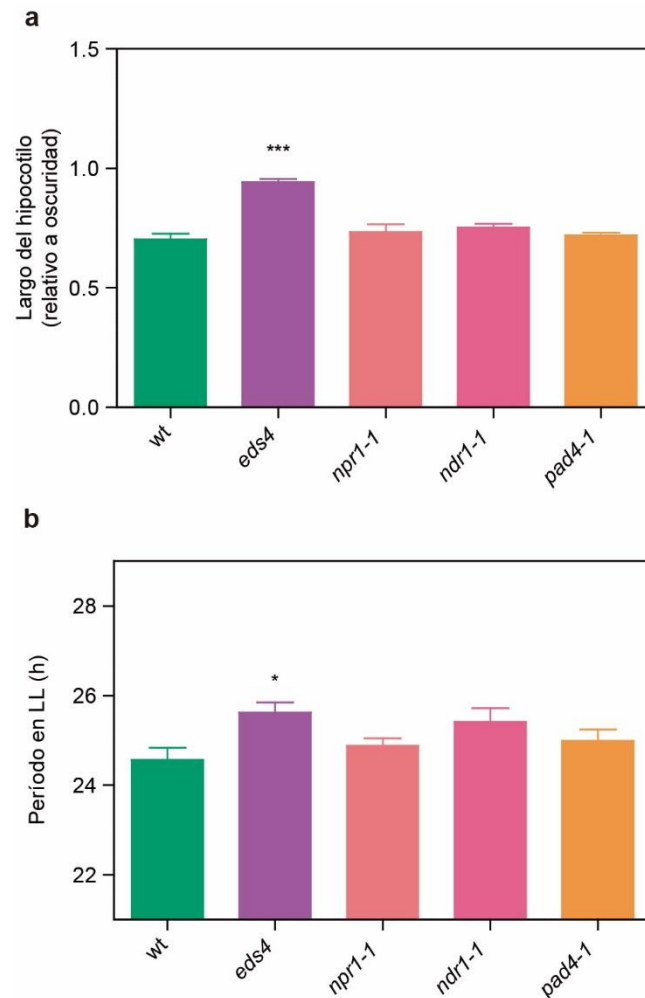 a
Largo del hipocotilo
(relativo a oscuridad)
1.5
1.0
0.5
0.0
***
wt
eds4
npr1-1
ndr1-1
pad4-1
b
Período en LL (h)
28
26
24
22
*
wt
eds4
npr1-1
ndr1-1
pad4-1